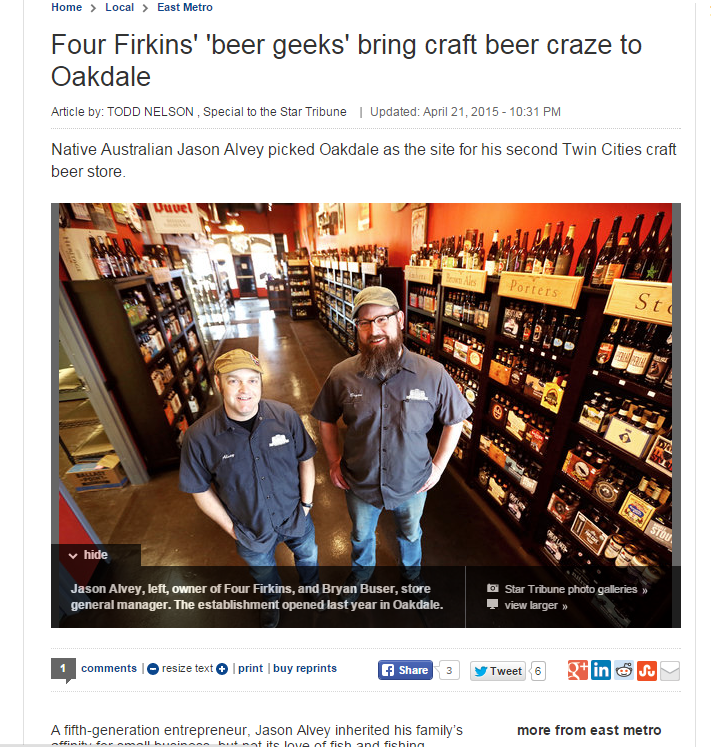 Home > Local > East Metro
Four Firkins' 'beer geeks' bring craft beer craze to
Oakdale
Article by: TODD NELSON , Special to the Star Tribune | Updated: April 21, 2015 - 10:31 PM
Native Australian Jason Alvey picked Oakdale as the site for his second Twin Cities craft
beer store.
Duvel
Brown Ales
Porters
hide
Jason Alvey, left, owner of Four Firkins, and Bryan Buser, store
general manager. The establishment opened last year in Oakdale.
Star Tribune photo galleries »
view larger »
1 comments | resize text | print | buy reprints
Share 3
Tweet 6
A fifth-generation entrepreneur, Jason Alvey inherited his family's
affinity for small business, but not its love of fish and fishing.
more from east metro